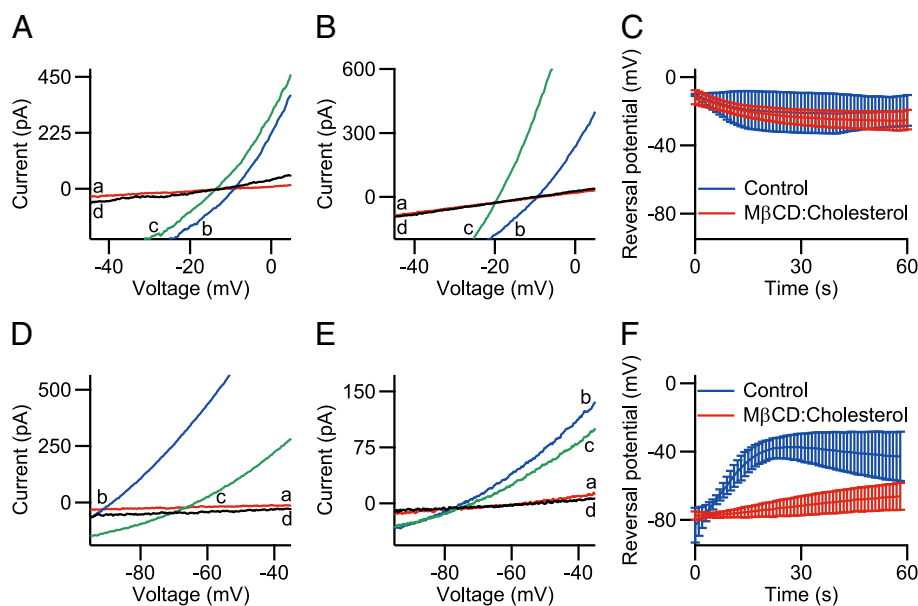 A
Current (pA)
450
225
0
a
d
c
b
-40
-20
0
Voltage (mV)
B
Current (pA)
600
300
0
a
d
c
b
-40
-20
0
Voltage (mV)
C
Reversal potential (mV)
0
-40
-80
Control
MβCD:Cholesterol
0
30
60
Time (s)
D
Current (pA)
500
250
0
b
c
a
d
-80
-60
-40
Voltage (mV)
E
Current (pA)
150
75
0
b
c
a
d
-80
-60
-40
Voltage (mV)
F
Reversal potential (mV)
0
-40
-80
Control
MβCD:Cholesterol
0
30
60
Time (s)